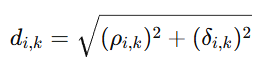 d_{i,k} = \sqrt{(\rho_{i,k})^2 + (\delta_{i,k})^2}